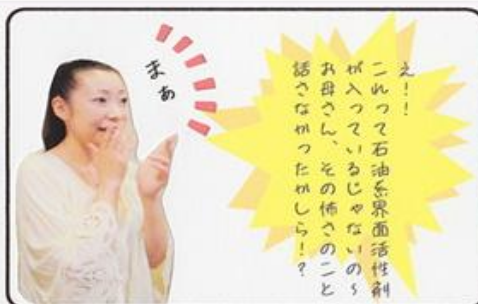 まぁ
え!!
これって石油系界面活性剤
が入っているじゃないの〜
お母さん、その怖さのこと
話さなかったかしら!?